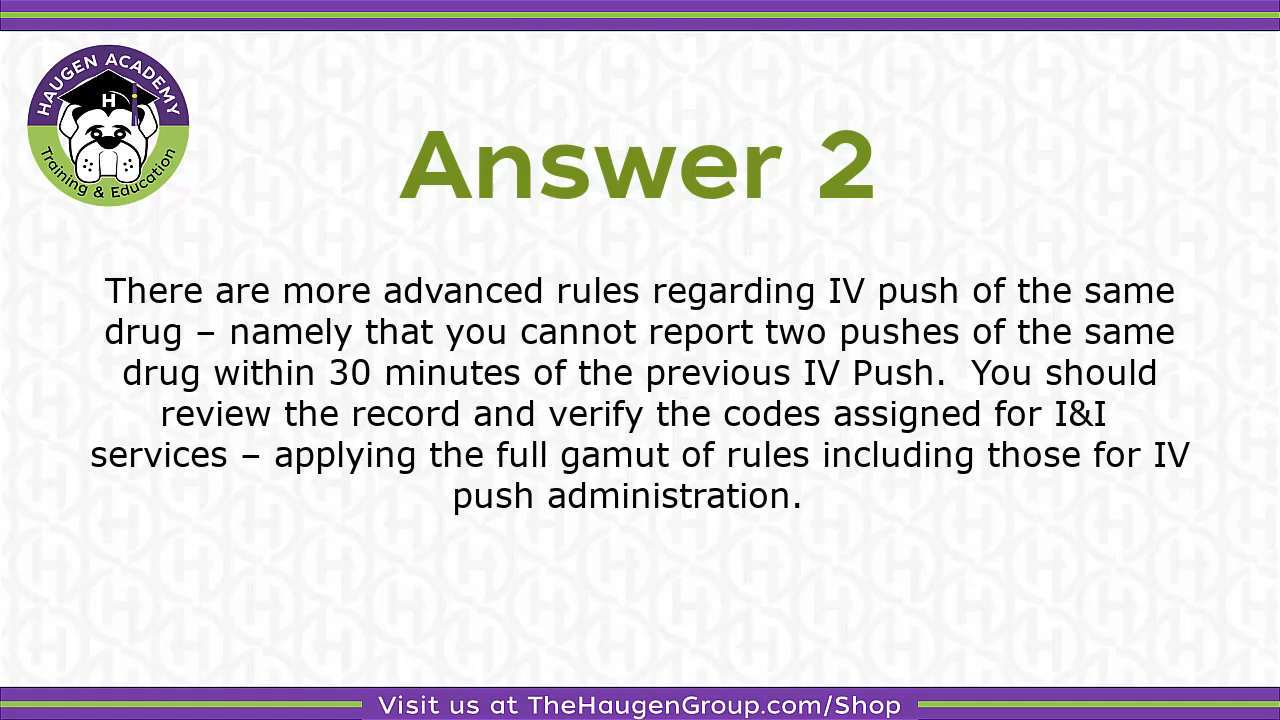 HAUGEN ACADEMY
H
Training & Education
Answer 2
There are more advanced rules regarding IV push of the same
drug – namely that you cannot report two pushes of the same
drug within 30 minutes of the previous IV Push.  You should
review the record and verify the codes assigned for I&I
services – applying the full gamut of rules including those for IV
push administration.
Visit us at TheHaugenGroup.com/Shop